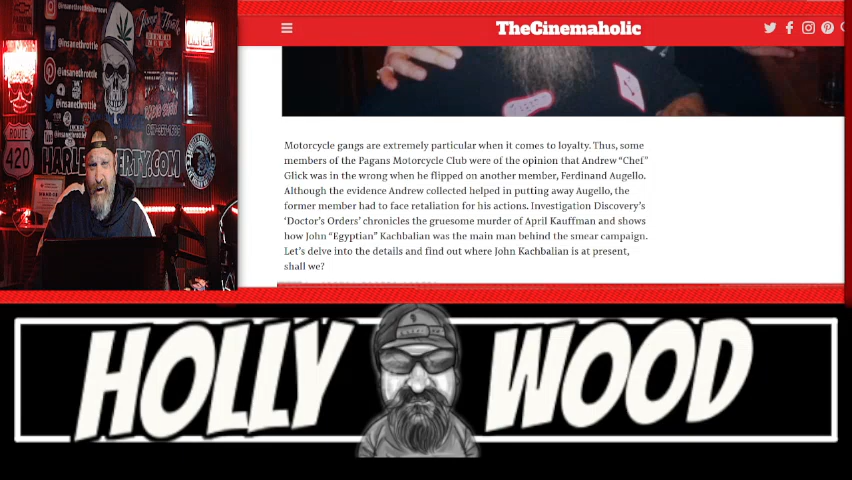 TheCinemaholic
Motorcycle gangs are extremely particular when it comes to loyalty. Thus, some
members of the Pagans Motorcycle Club were of the opinion that Andrew “Chef”
Glick was in the wrong when he flipped on another member, Ferdinand Augello.
Although the evidence Andrew collected helped in putting away Augello, the
former member had to face retaliation for his actions. Investigation Discovery’s
‘Doctor’s Orders’ chronicles the gruesome murder of April Kauffman and shows
how John “Egyptian” Kachbalian was the main man behind the smear campaign.
Let’s delve into the details and find out where John Kachbalian is at present,
shall we?
@insanethrottle
@insanethrottle
@insanethrottle
ROUTE
420
HOLLY WOOD